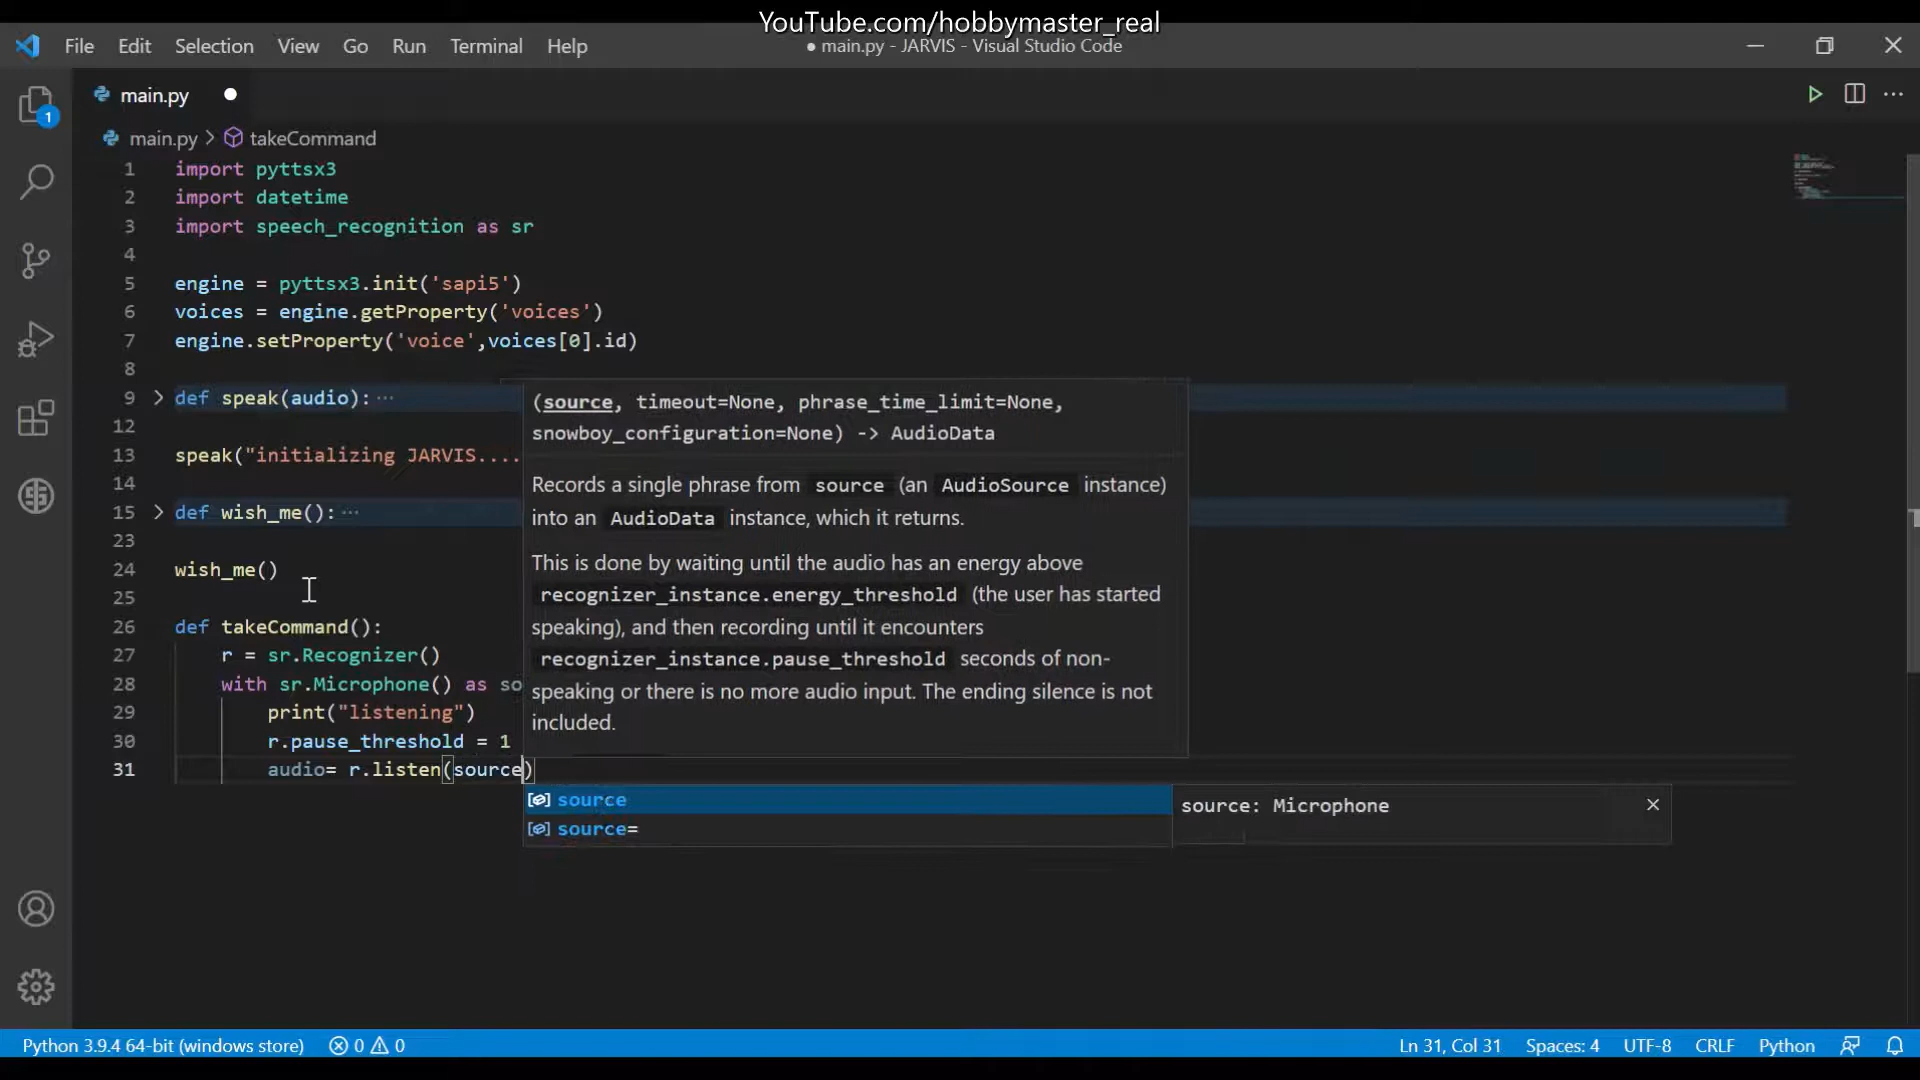 YouTube.com/hobbymaster_real
File Edit Selection View Go Run Terminal Help
● main.py - JARVIS - Visual Studio Code
1
main.py
main.py > takeCommand
1 import pyttsx3
2 import datetime
3 import speech_recognition as sr
4
5 engine = pyttsx3.init('sapi5')
6 voices = engine.getProperty('voices')
7 engine.setProperty('voice',voices[0].id)
8
9 def speak(audio): ...
12
13 speak("initializing JARVIS....
14
15 def wish_me(): ...
23
24 wish_me()
25
26 def takeCommand():
27 r = sr.Recognizer()
28 with sr.Microphone() as so
29 print("listening")
30 r.pause_threshold = 1
31 audio= r.listen(source)
(source, timeout=None, phrase_time_limit=None,
snowboy_configuration=None) -> AudioData
Records a single phrase from source (an AudioSource instance)
into an AudioData instance, which it returns.
This is done by waiting until the audio has an energy above
recognizer_instance.energy_threshold (the user has started
speaking), and then recording until it encounters
recognizer_instance.pause_threshold seconds of non-
speaking or there is no more audio input. The ending silence is not
included.
source
source=
source: Microphone
Python 3.9.4 64-bit (windows store) 0 0 Ln 31, Col 31 Spaces: 4 UTF-8 CRLF Python